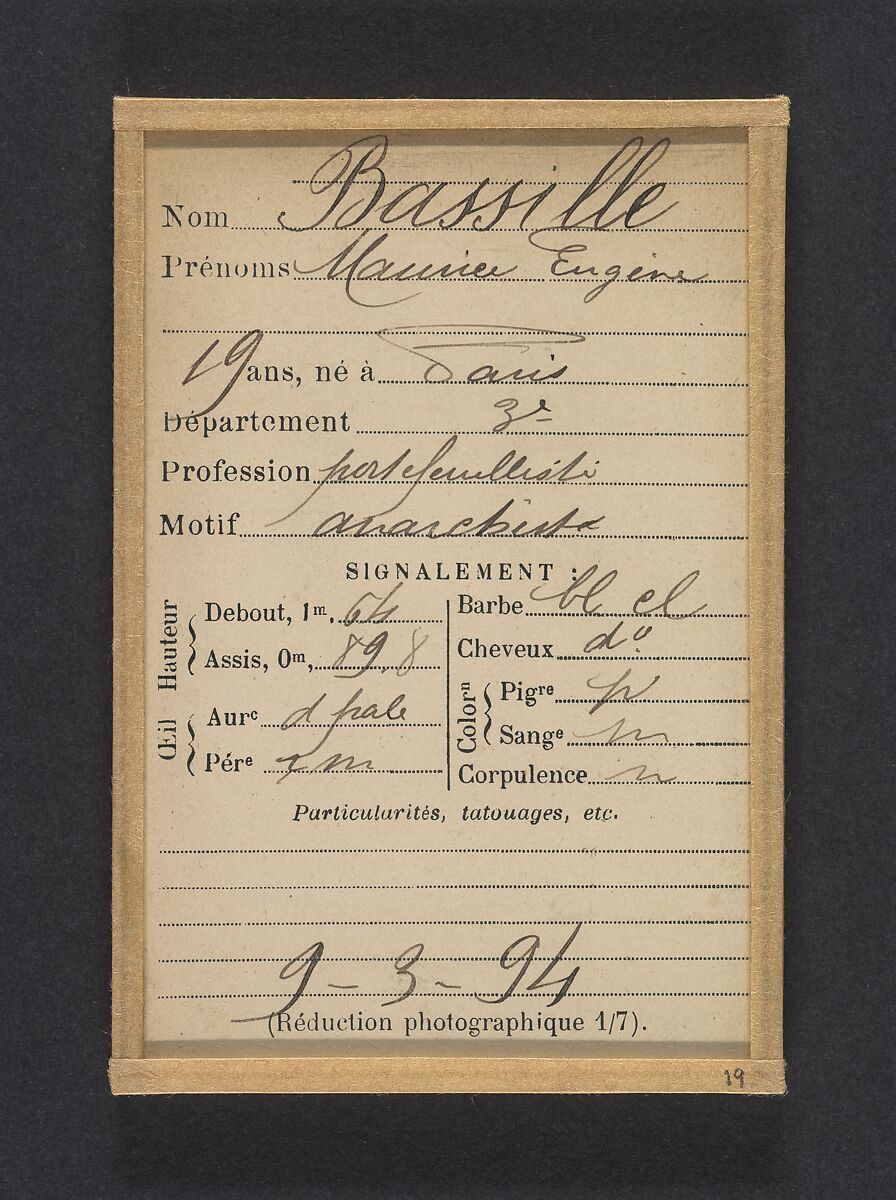 Nom Bassille
Prénoms Maurice Eugène
19 ans, né à Paris
Département 3e
Profession portefeuilliste
Motif anarchiste
SIGNALEMENT :
Hauteur
Debout, 1m, 64
Assis, 0m, 89,8
Œil
Aurc d pale
Pére m
Barbe bl cl
Cheveux do
Colorn
Pigre p
Sange m
Corpulence m
Particularités, tatouages, etc.
9 - 3 - 94
(Réduction photographique 1/7).
19